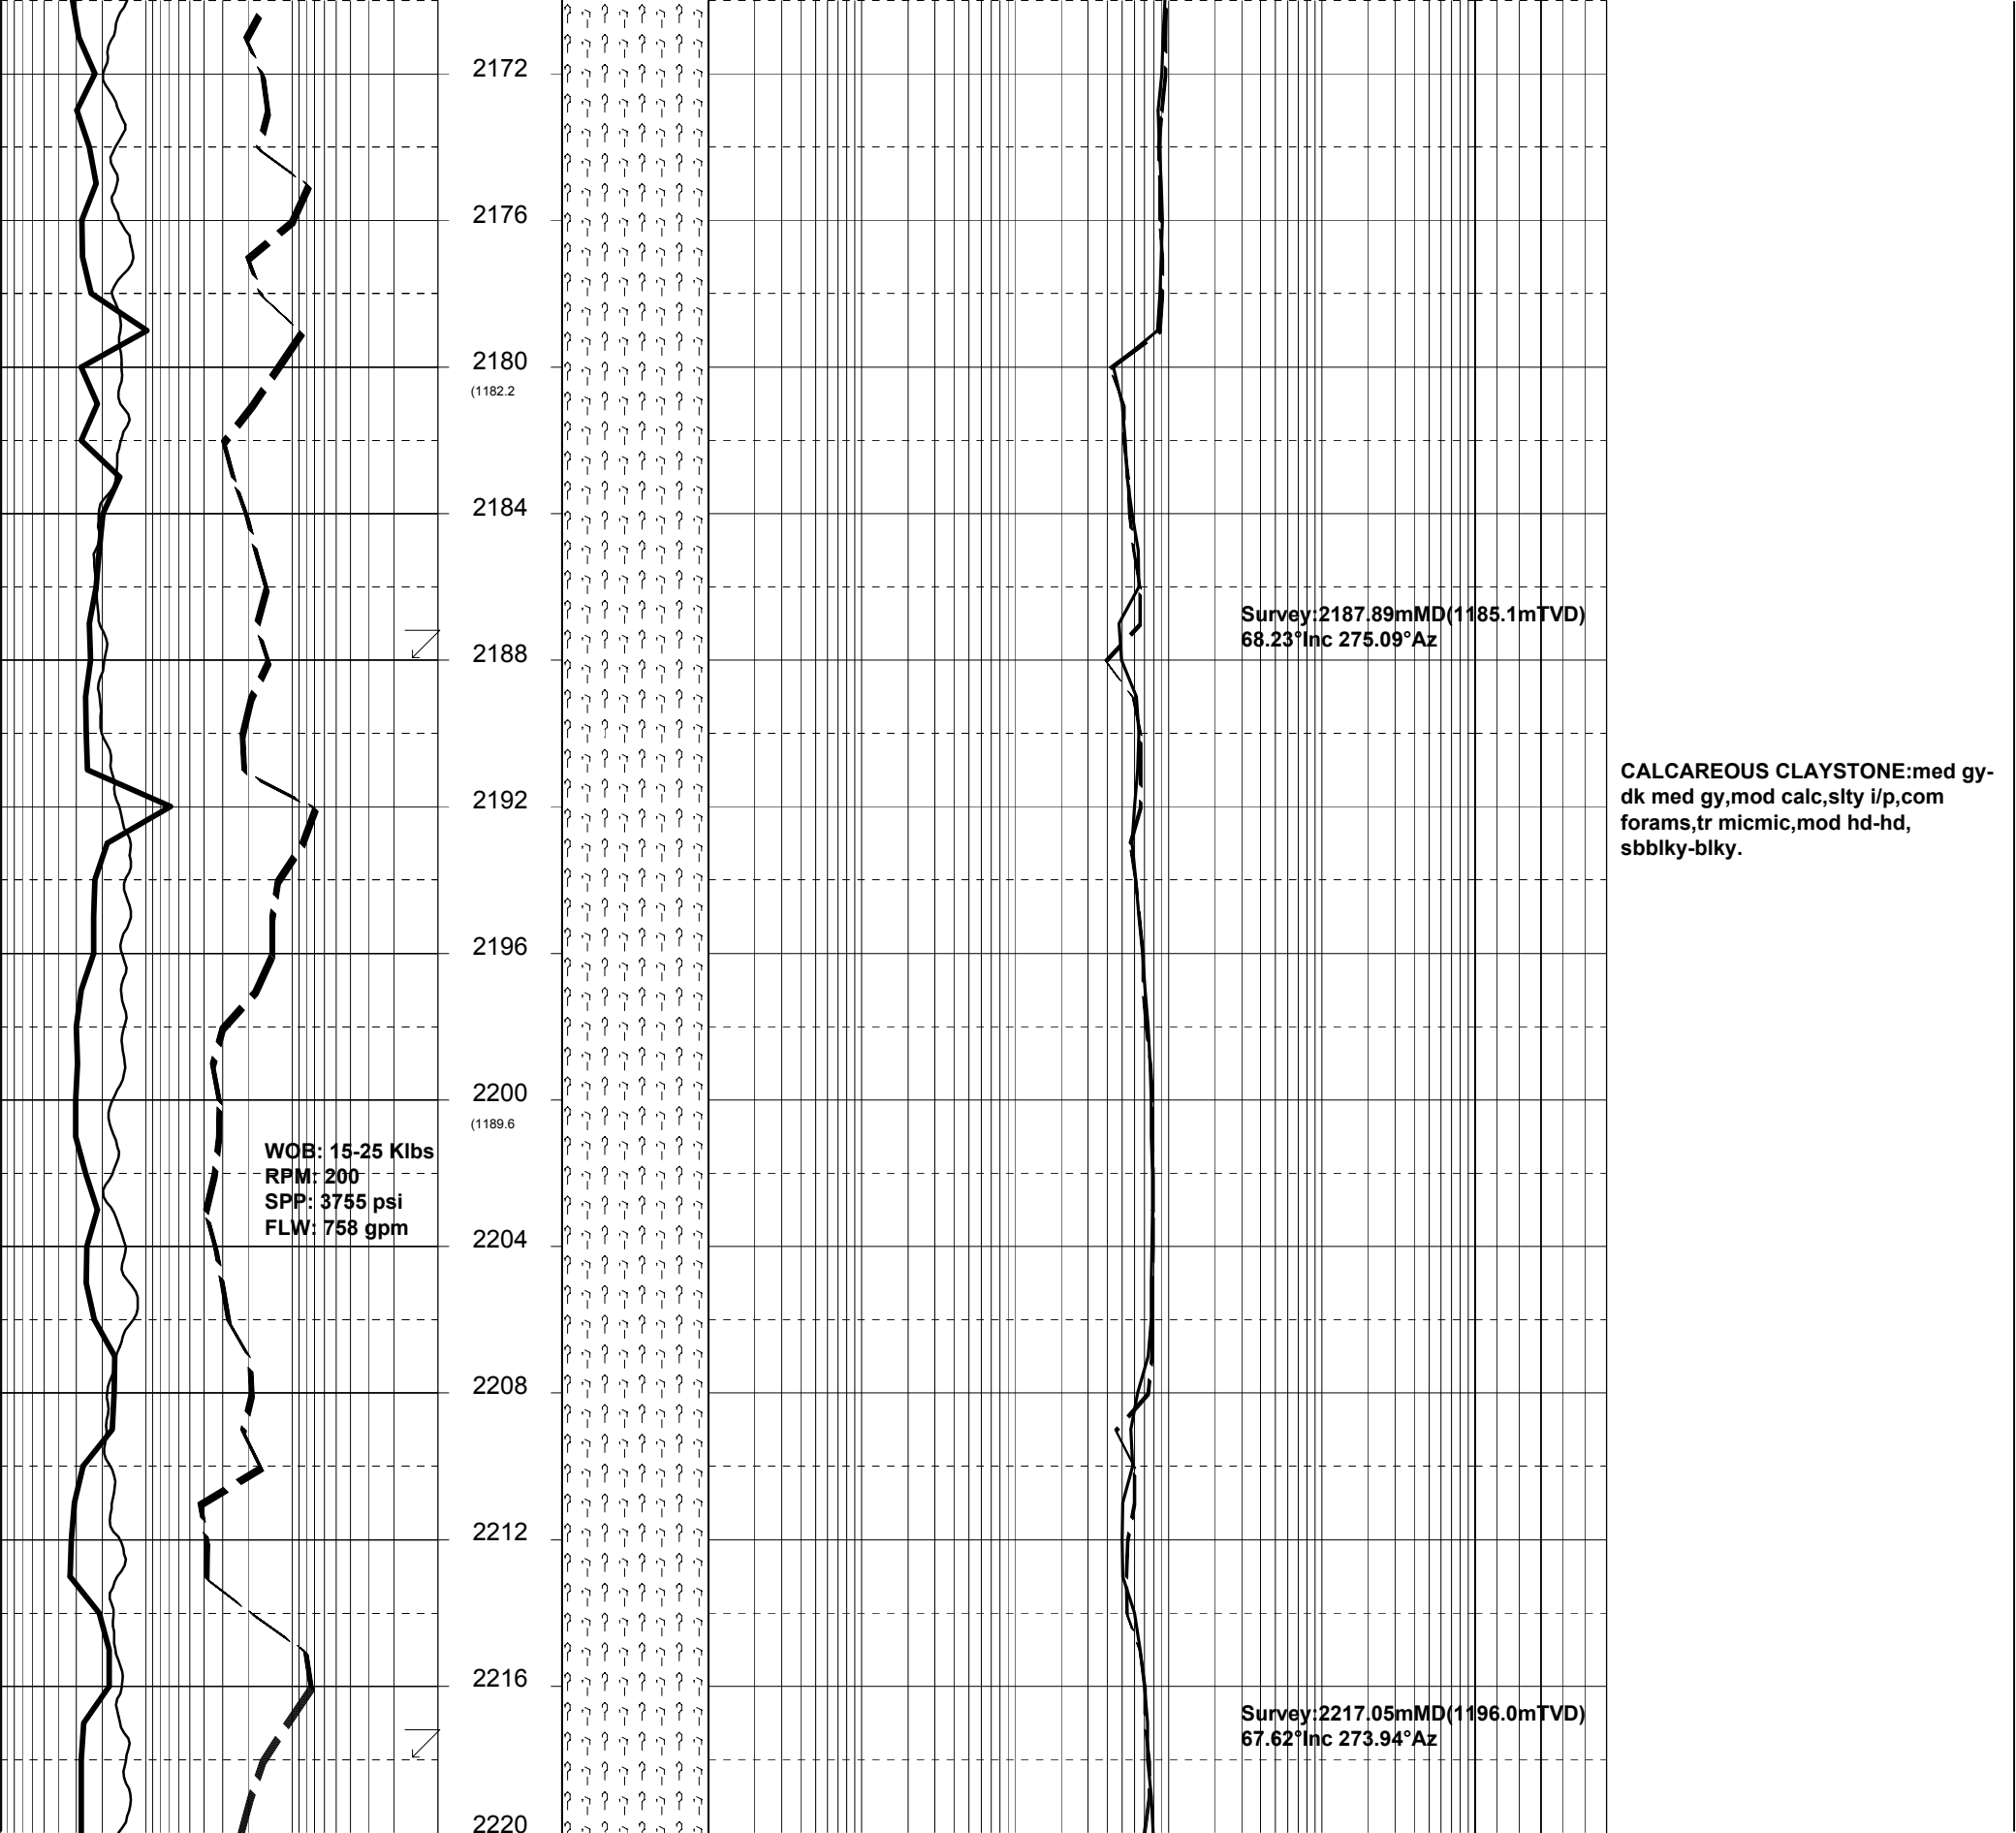 2172
2176
2180
(1182.2
2184
Survey:2187.89mMD(1185.1mTVD)
68.23°Inc 275.09°Az
2188
CALCAREOUS CLAYSTONE:med gy-
dk med gy,mod calc,slty i/p,com
forams,tr micmic,mod hd-hd,
sbblky-blky.
2192
2196
2200
(1189.6
WOB: 15-25 Klbs
RPM: 200
SPP: 3755 psi
FLW: 758 gpm
2204
2208
2212
2216
Survey:2217.05mMD(1196.0mTVD)
67.62°Inc 273.94°Az
2220